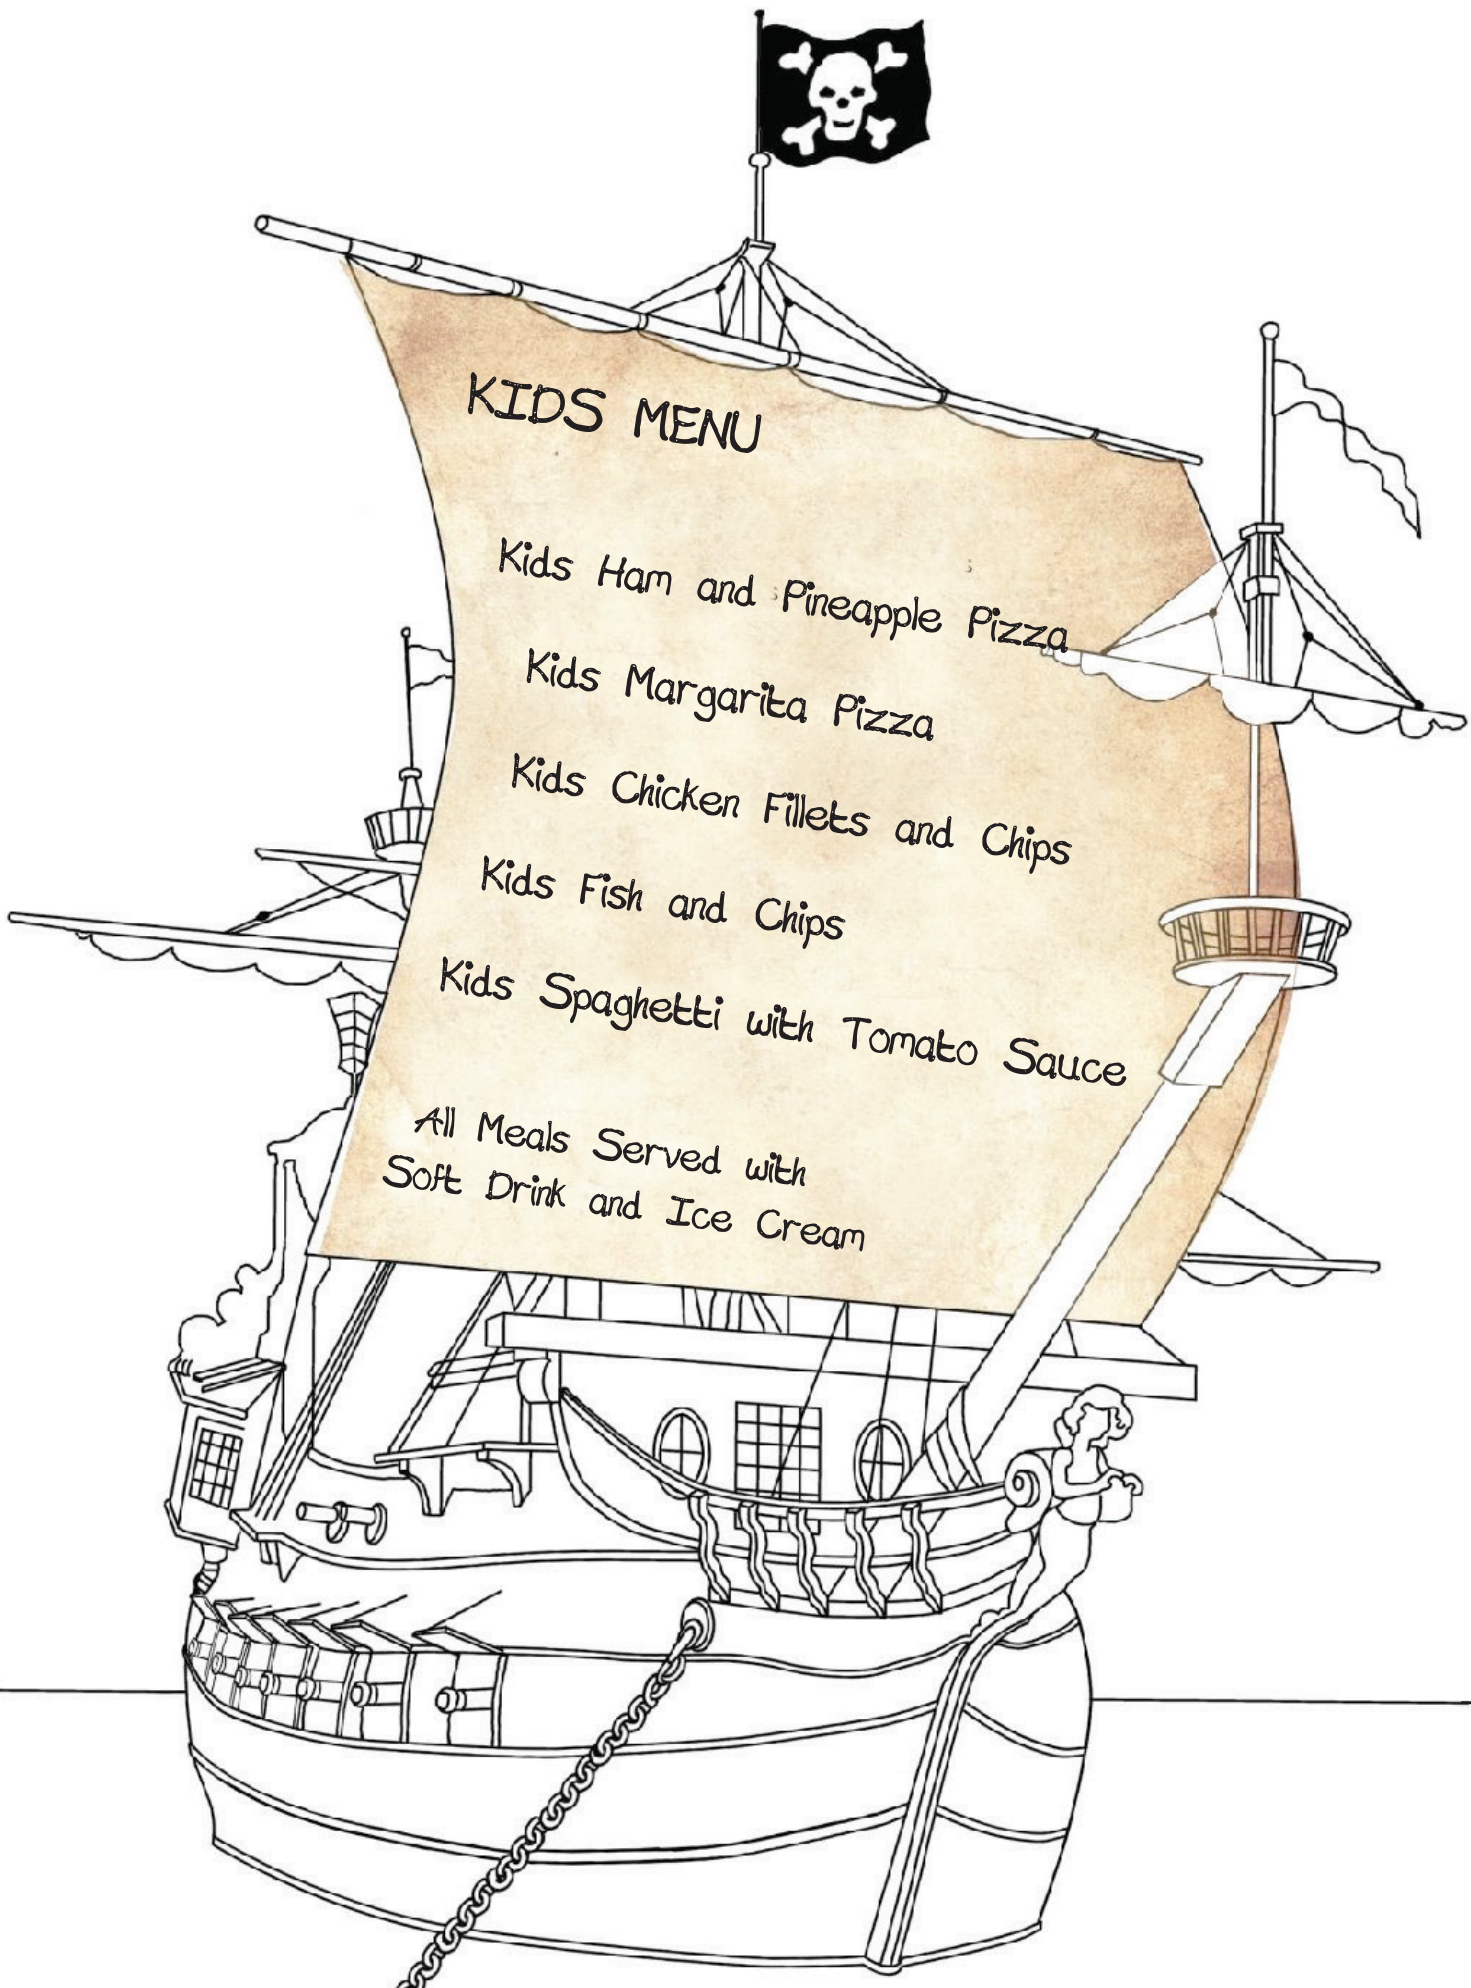 KIDS MENU
Kids Ham and Pineapple Pizza
Kids Margarita Pizza
Kids Chicken Fillets and Chips
Kids Fish and Chips
Kids Spaghetti with Tomato Sauce
All Meals Served with
Soft Drink and Ice Cream